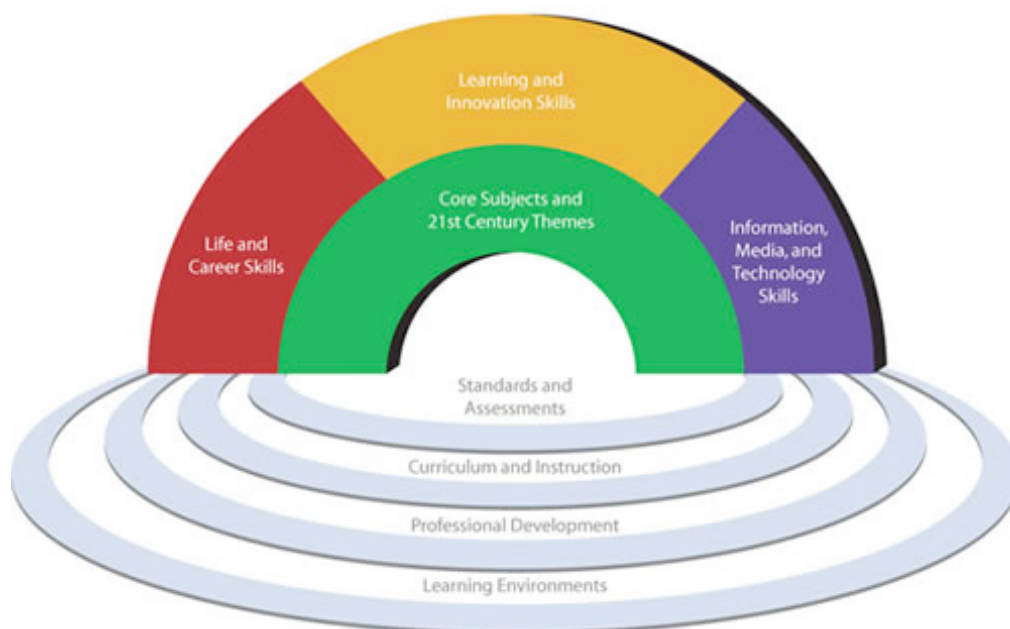 Learning and
Innovation Skills
Core Subjects and
21st Century Themes
Life and
Career Skills
Information,
Media, and
Technology
Skills
Standards and
Assessments
Curriculum and Instruction
Professional Development
Learning Environments